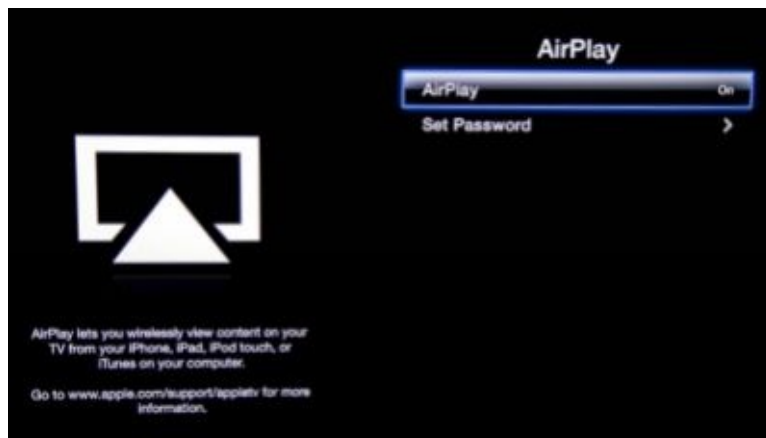 AirPlay
AirPlay On
Set Password
AirPlay lets you wirelessly view content on your
TV from your iPhone, iPad, iPod touch, or
iTunes on your computer.
Go to www.apple.com/support/appletv for more
information.